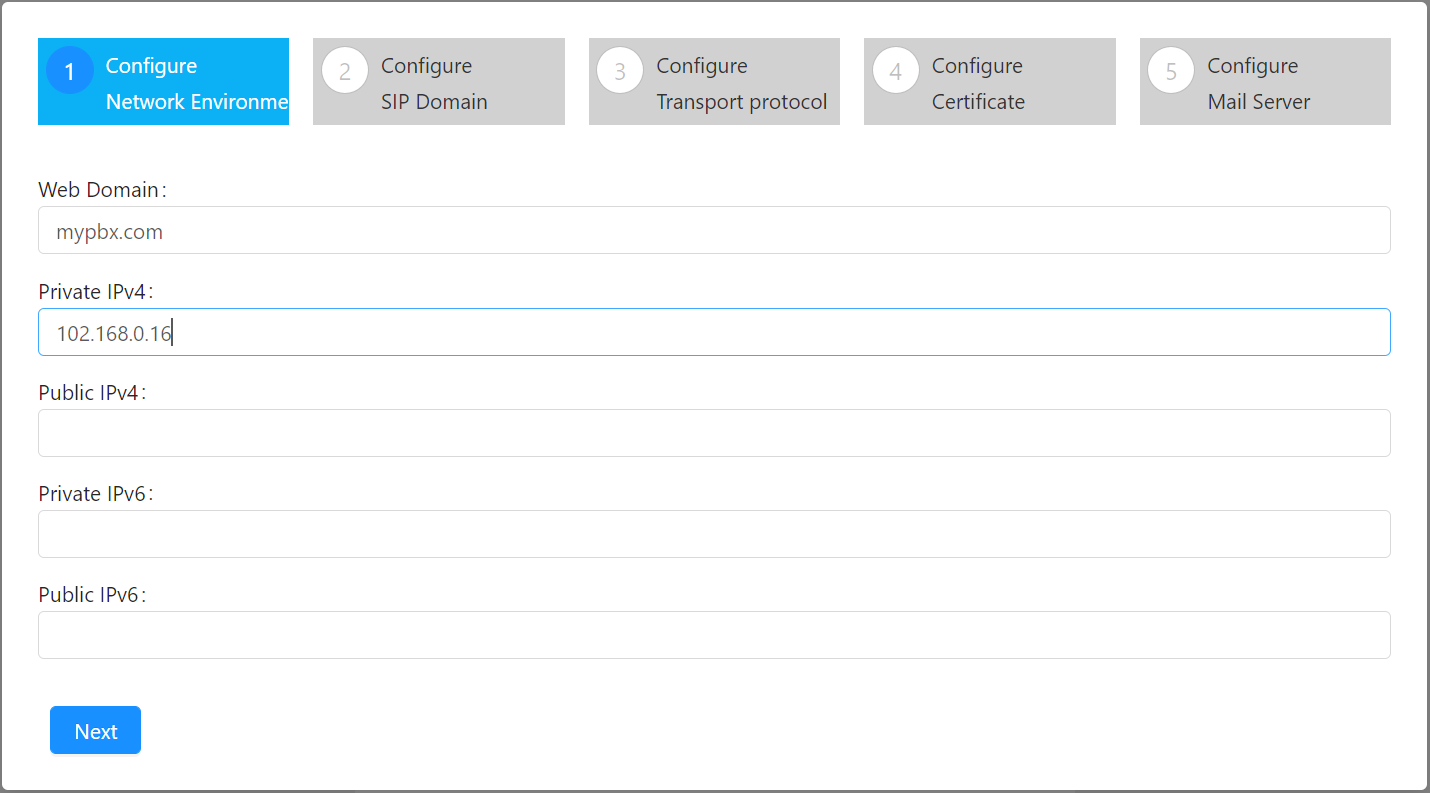 1
Configure
Network Environme
2
Configure
SIP Domain
3
Configure
Transport protocol
4
Configure
Certificate
5
Configure
Mail Server
Web Domain:
mypbx.com
Private IPv4:
102.168.0.16
Public IPv4:
Private IPv6:
Public IPv6:
Next